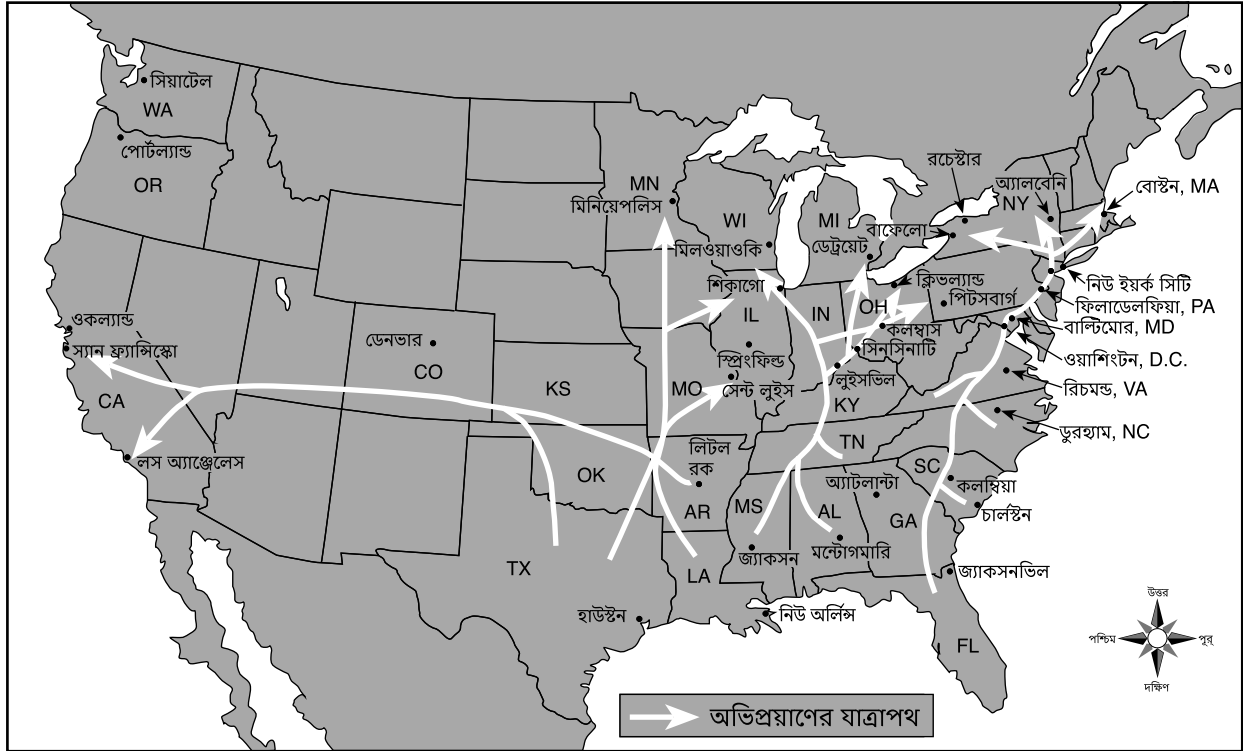 সিয়াটেল
WA
পোর্টল্যান্ড
OR
MN
মিনিয়েপলিস
WI
মিলওয়াওকি
MI
ডেট্রয়েট
রচেস্টার
অ্যালবেনি
NY
বাফেলো
বোস্টন, MA
নিউ ইয়র্ক সিটি
ফিলাডেলফিয়া, PA
বাল্টিমোর, MD
ওয়াশিংটন, D.C.
রিচমন্ড, VA
ডুরহ্যাম, NC
শিকাগো
IL
IN
OH
ক্লিভল্যান্ড
পিটসবার্গ
কলম্বাস
সিন্সিনাটি
লুইসভিল
KY
স্প্রিংফিল্ড
সেন্ট লুইস
MO
ওকল্যান্ড
স্যান ফ্র্যান্সিস্কো
CA
লস অ্যাঞ্জেলেস
ডেনভার
CO
KS
OK
লিটল
রক
AR
TN
MS
AL
অ্যাটলান্টা
GA
SC
কলম্বিয়া
চার্লস্টন
জ্যাকসন
মন্টোগমারি
জ্যাকসনভিল
TX
LA
হাউস্টন
নিউ অর্লিন্স
FL
উত্তর
পশ্চিম
পূর্
দক্ষিণ
অভিপ্রয়াণের যাত্রাপথ